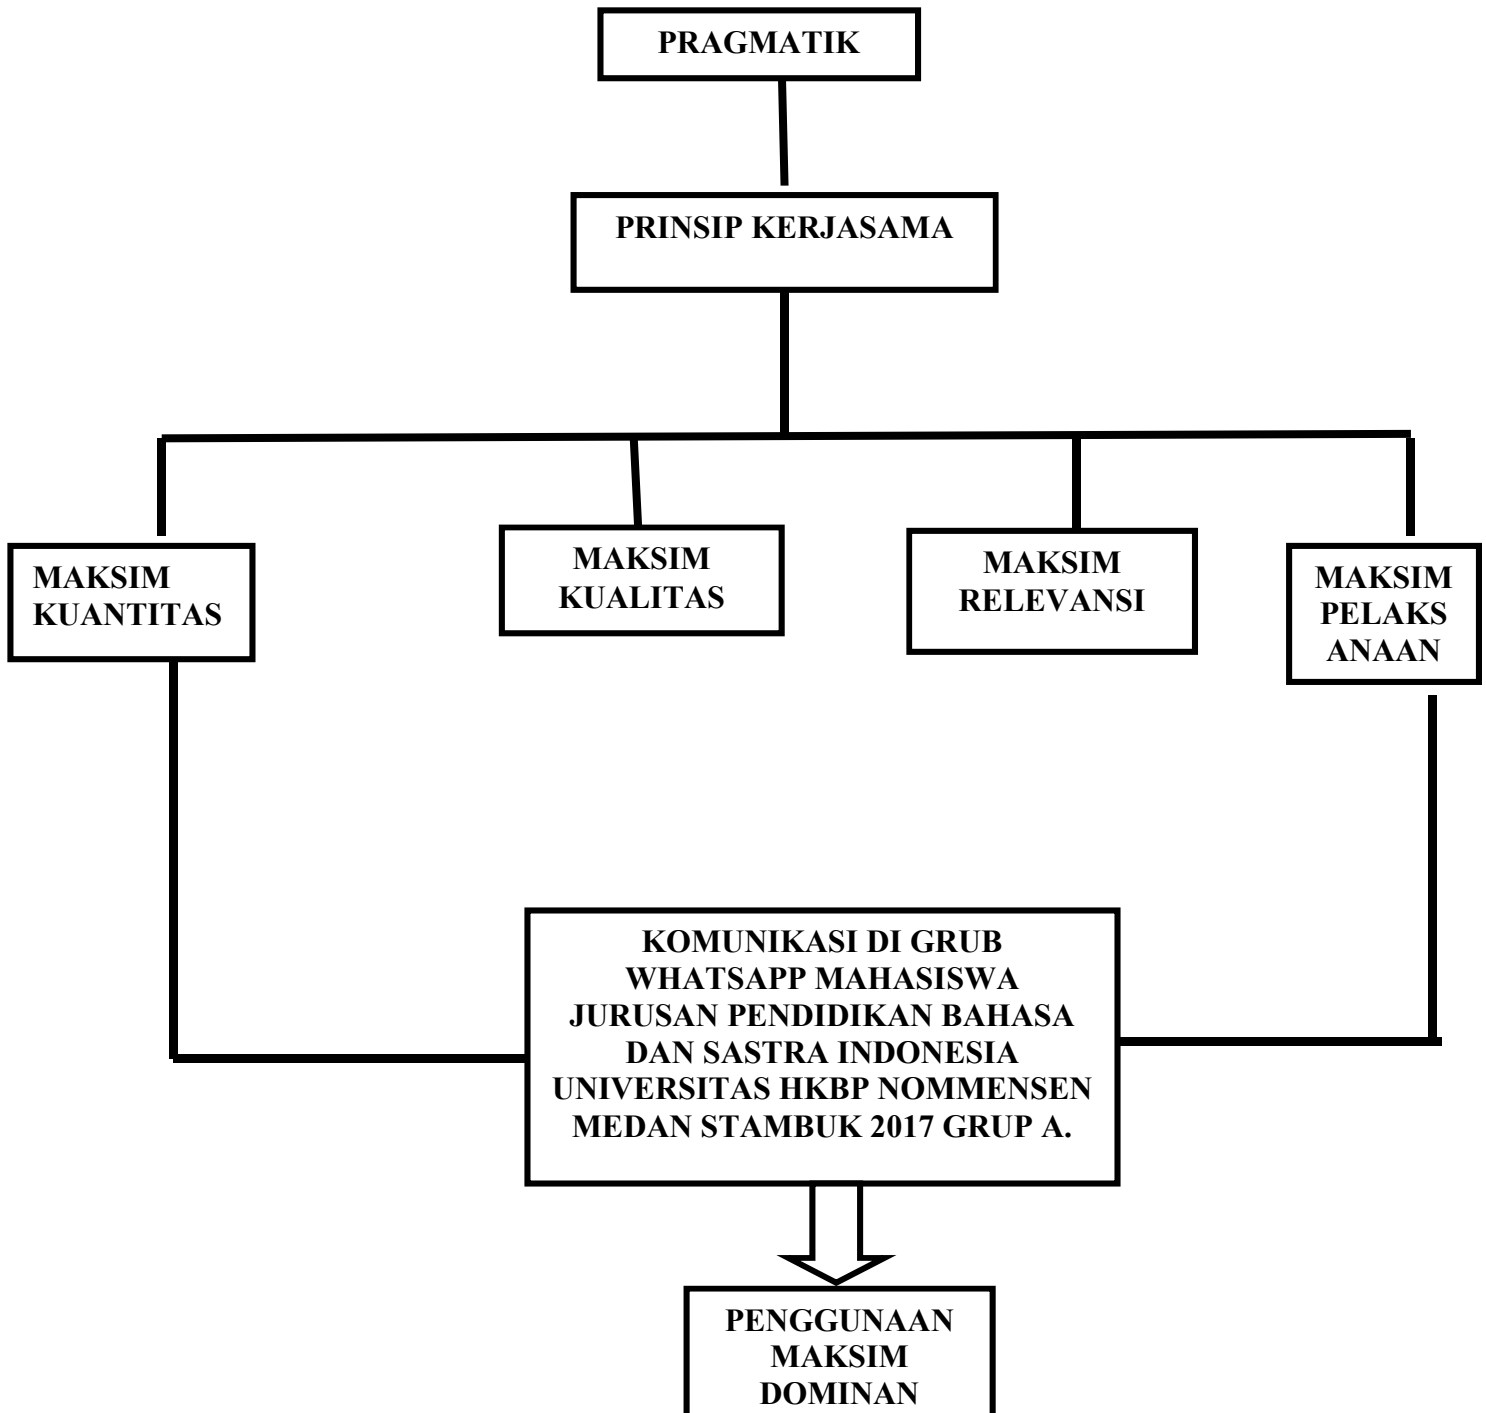 PRAGMATIK
PRINSIP KERJASAMA
MAKSIM
KUANTITAS
MAKSIM
KUALITAS
MAKSIM
RELEVANSI
MAKSIM
PELAKS
ANAAN
KOMUNIKASI DI GRUB
WHATSAPP MAHASISWA
JURUSAN PENDIDIKAN BAHASA
DAN SASTRA INDONESIA
UNIVERSITAS HKBP NOMMENSEN
MEDAN STAMBUK 2017 GRUP A.
PENGGUNAAN
MAKSIM
DOMINAN